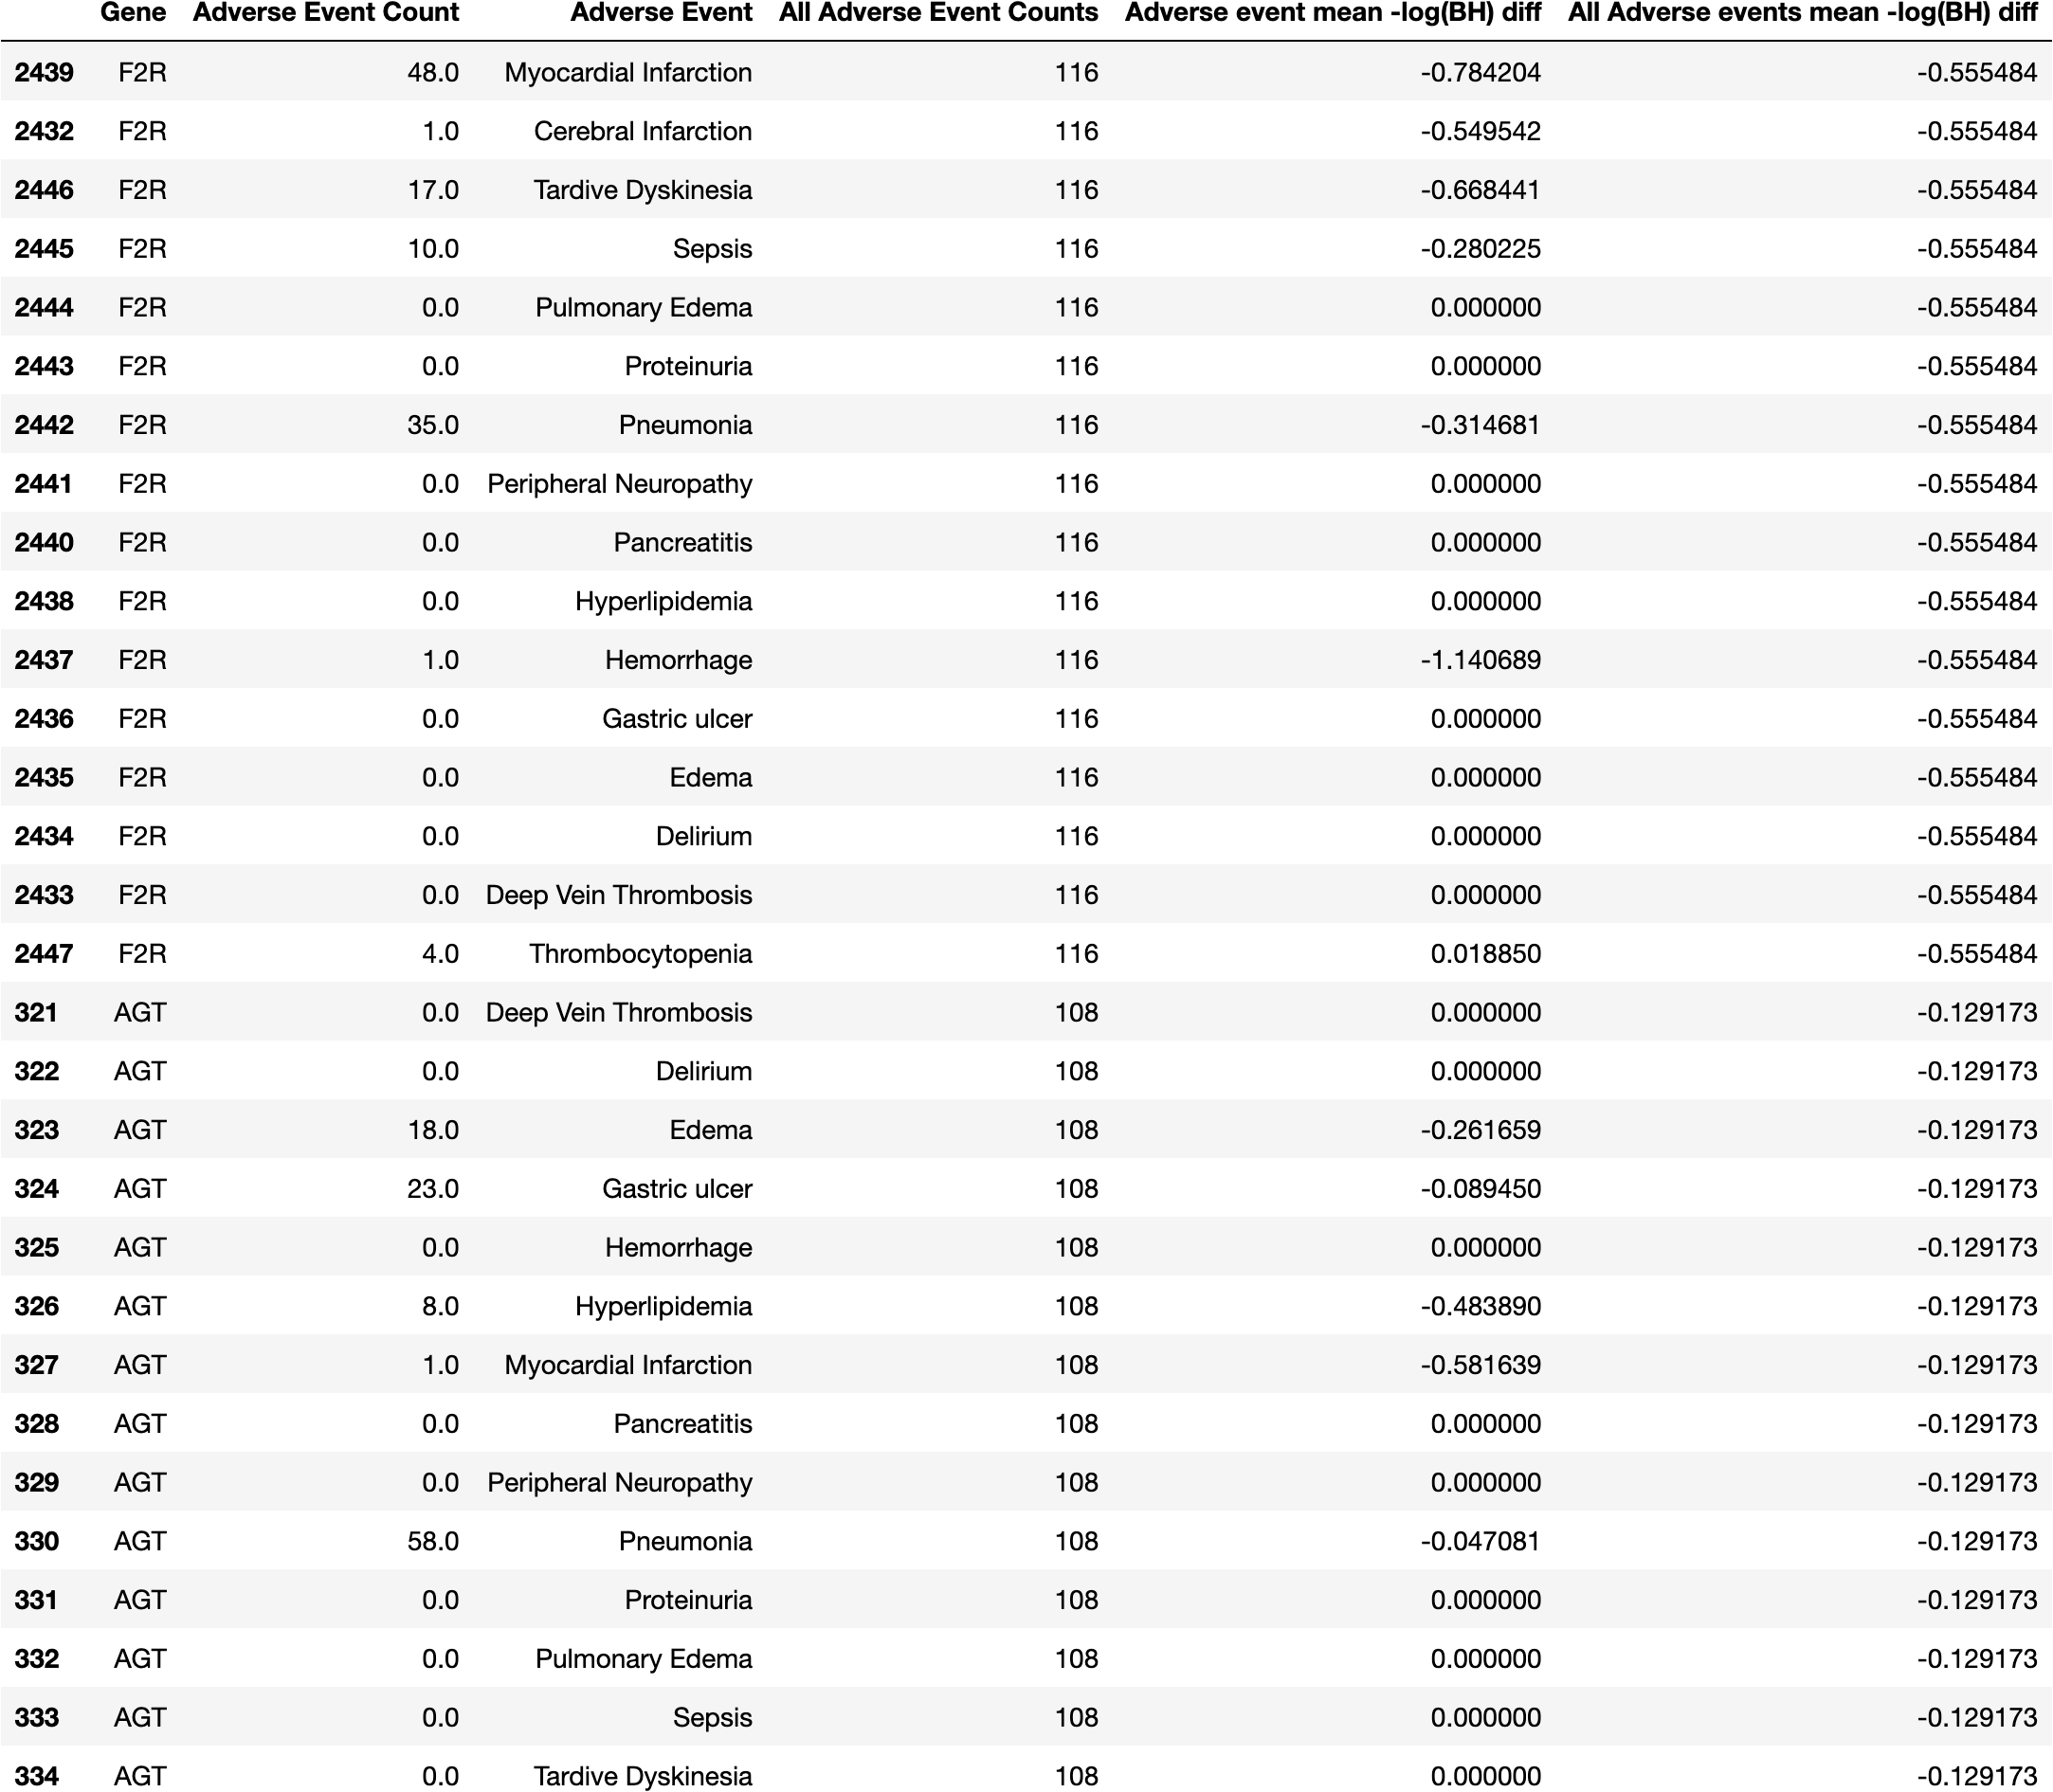 Gene Adverse Event Count Adverse Event All Adverse Event Counts Adverse event mean -log(BH) diff All Adverse events mean -log(BH) diff
2439 F2R 48.0 Myocardial Infarction 116 -0.784204 -0.555484
2432 F2R 1.0 Cerebral Infarction 116 -0.549542 -0.555484
2446 F2R 17.0 Tardive Dyskinesia 116 -0.668441 -0.555484
2445 F2R 10.0 Sepsis 116 -0.280225 -0.555484
2444 F2R 0.0 Pulmonary Edema 116 0.000000 -0.555484
2443 F2R 0.0 Proteinuria 116 0.000000 -0.555484
2442 F2R 35.0 Pneumonia 116 -0.314681 -0.555484
2441 F2R 0.0 Peripheral Neuropathy 116 0.000000 -0.555484
2440 F2R 0.0 Pancreatitis 116 0.000000 -0.555484
2438 F2R 0.0 Hyperlipidemia 116 0.000000 -0.555484
2437 F2R 1.0 Hemorrhage 116 -1.140689 -0.555484
2436 F2R 0.0 Gastric ulcer 116 0.000000 -0.555484
2435 F2R 0.0 Edema 116 0.000000 -0.555484
2434 F2R 0.0 Delirium 116 0.000000 -0.555484
2433 F2R 0.0 Deep Vein Thrombosis 116 0.000000 -0.555484
2447 F2R 4.0 Thrombocytopenia 116 0.018850 -0.555484
321 AGT 0.0 Deep Vein Thrombosis 108 0.000000 -0.129173
322 AGT 0.0 Delirium 108 0.000000 -0.129173
323 AGT 18.0 Edema 108 -0.261659 -0.129173
324 AGT 23.0 Gastric ulcer 108 -0.089450 -0.129173
325 AGT 0.0 Hemorrhage 108 0.000000 -0.129173
326 AGT 8.0 Hyperlipidemia 108 -0.483890 -0.129173
327 AGT 1.0 Myocardial Infarction 108 -0.581639 -0.129173
328 AGT 0.0 Pancreatitis 108 0.000000 -0.129173
329 AGT 0.0 Peripheral Neuropathy 108 0.000000 -0.129173
330 AGT 58.0 Pneumonia 108 -0.047081 -0.129173
331 AGT 0.0 Proteinuria 108 0.000000 -0.129173
332 AGT 0.0 Pulmonary Edema 108 0.000000 -0.129173
333 AGT 0.0 Sepsis 108 0.000000 -0.129173
334 AGT 0.0 Tardive Dyskinesia 108 0.000000 -0.129173